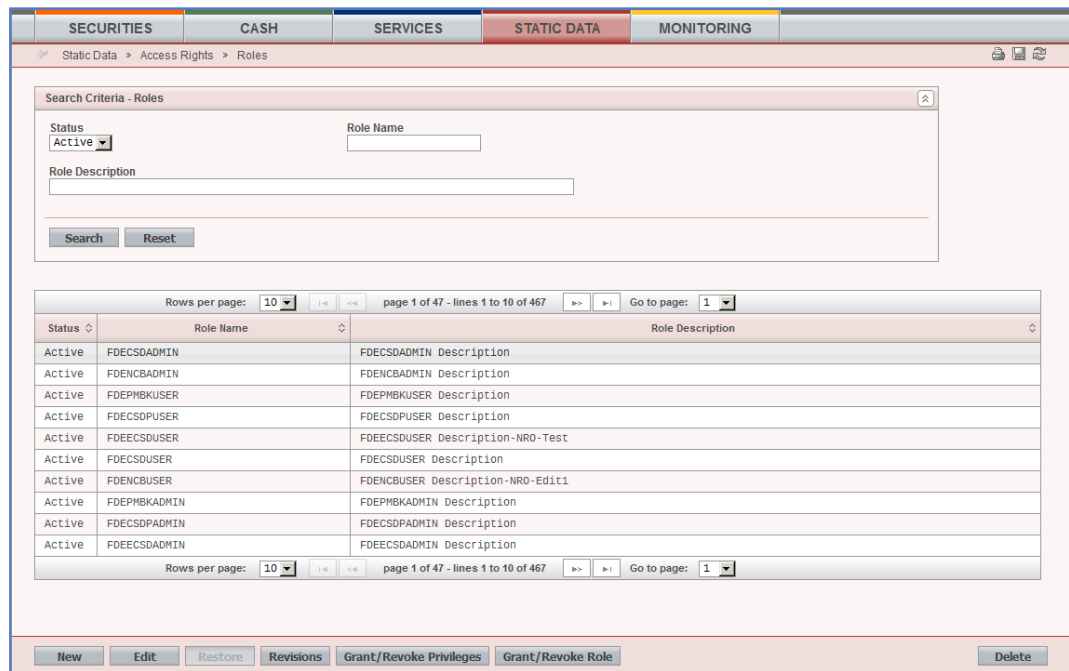 SECURITIES CASH SERVICES STATIC DATA MONITORING
Static Data » Access Rights » Roles
Search Criteria - Roles
Status Role Name
Active
Role Description
Search Reset
Rows per page: 10 page 1 of 47 - lines 1 to 10 of 467 Go to page: 1
Status Role Name Role Description
Active FDECSDADMIN FDECSDADMIN Description
Active FDENCBADMIN FDENCBADMIN Description
Active FDEPMBKUSER FDEPMBKUSER Description
Active FDECSDPUSER FDECSDPUSER Description
Active FDEECSDUSER FDEECSDUSER Description-NRO-Test
Active FDECSDUSER FDECSDUSER Description
Active FDENCBUSER FDENCBUSER Description-NRO-Edit1
Active FDEPMBKADMIN FDEPMBKADMIN Description
Active FDECSDPADMIN FDECSDPADMIN Description
Active FDEECSDADMIN FDEECSDADMIN Description
Rows per page: 10 page 1 of 47 - lines 1 to 10 of 467 Go to page: 1
New Edit Restore Revisions Grant/Revoke Privileges Grant/Revoke Role Delete